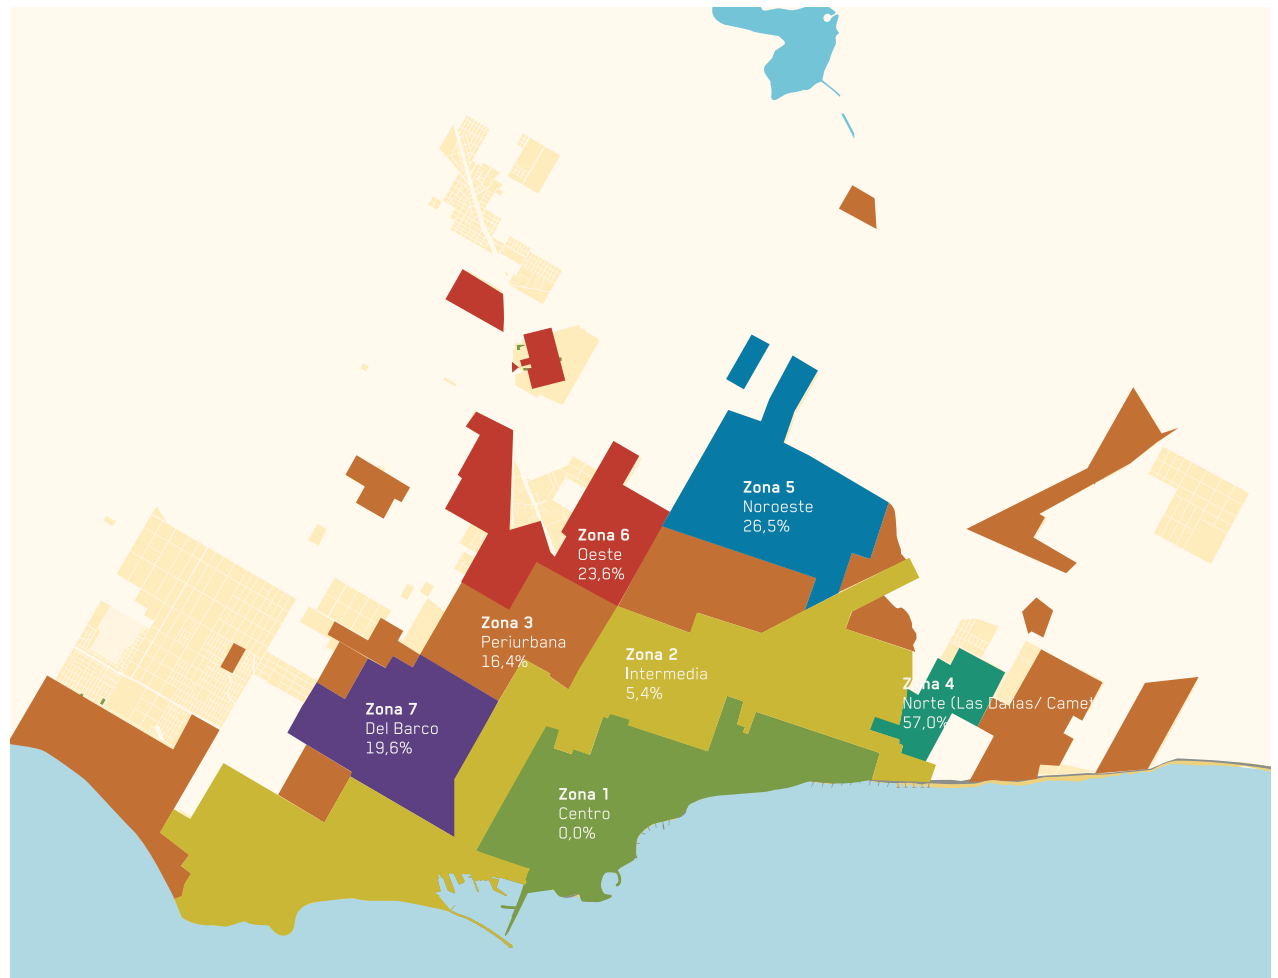 Zona 5
Noroeste
26,5%
Zona 6
Oeste
23,6%
Zona 3
Periurbana
16,4%
Zona 2
Intermedia
5,4%
Zona 4
Norte (Las Dalias/ Camet)
57,0%
Zona 7
Del Barco
19,6%
Zona 1
Centro
0,0%